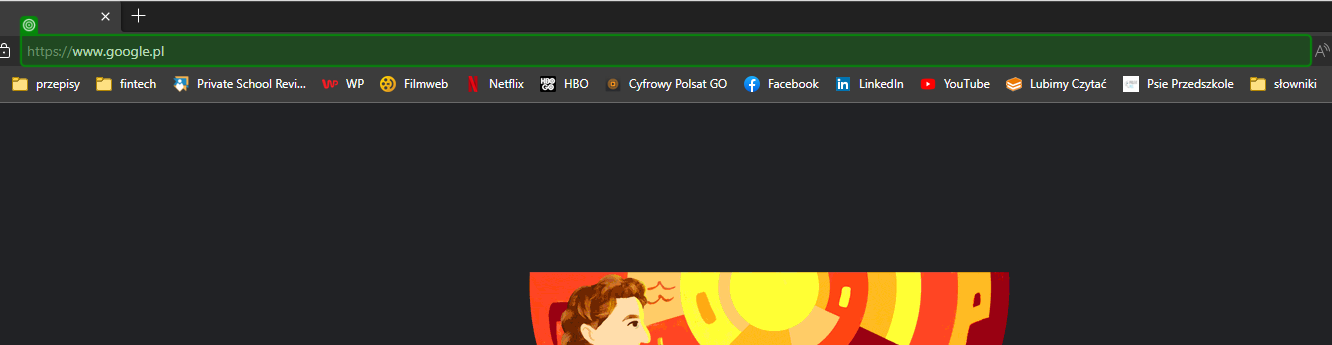 https://www.google.pl
przepisy fintech Private School Revi... WP Filmweb Netflix HBO Cyfrowy Polsat GO Facebook LinkedIn YouTube Lubimy Czytać Psie Przedszkole słowniki